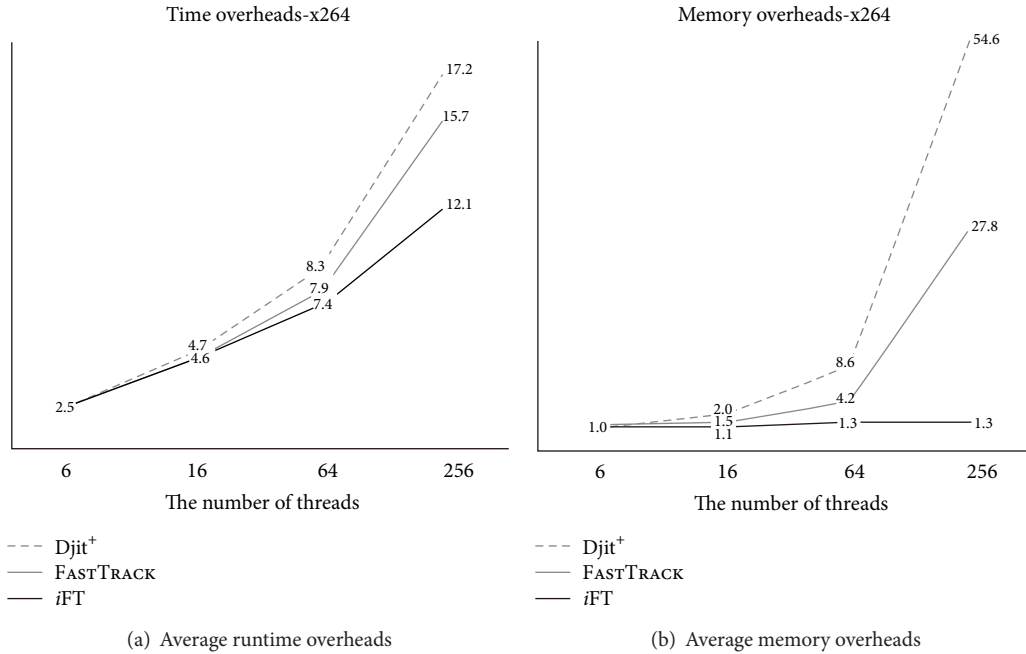 Time overheads-x264
17.2
15.7
12.1
8.3
7.9
7.4
4.7
4.6
2.5
6 16 64 256
The number of threads
Djit+
FASTTRACK
iFT
(a) Average runtime overheads
Memory overheads-x264
54.6
27.8
8.6
4.2
2.0
1.5
1.0
1.1
1.3
1.3
6 16 64 256
The number of threads
Djit+
FASTTRACK
iFT
(b) Average memory overheads